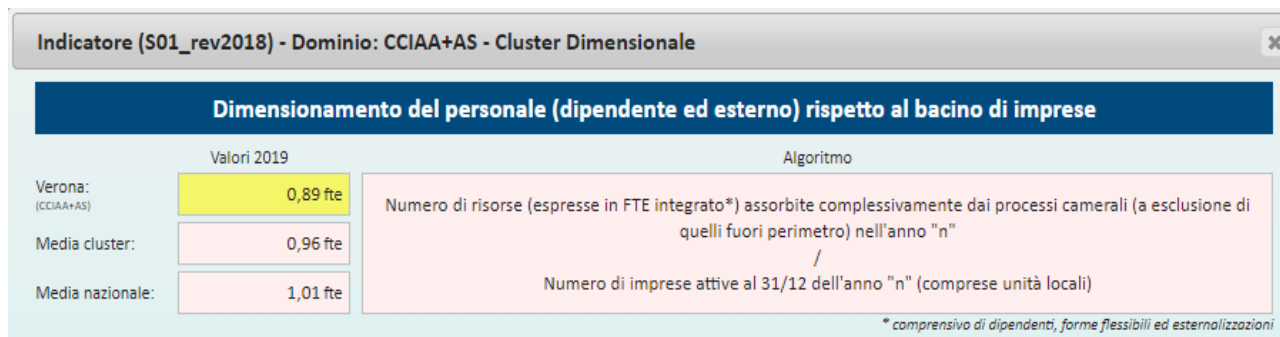 Indicatore (S01_rev2018) - Dominio: CCIAA+AS - Cluster Dimensionale
Dimensionamento del personale (dipendente ed esterno) rispetto al bacino di imprese
Valori 2019
Algoritmo
Verona:
(CCIAA+AS)
0,89 fte
Media cluster:
0,96 fte
Media nazionale:
1,01 fte
Numero di risorse (espresse in FTE integrato*) assorbite complessivamente dai processi camerali (a esclusione di
quelli fuori perimetro) nell'anno "n"
/
Numero di imprese attive al 31/12 dell'anno "n" (comprese unità locali)
* comprensivo di dipendenti, forme flessibili ed esternalizzazioni